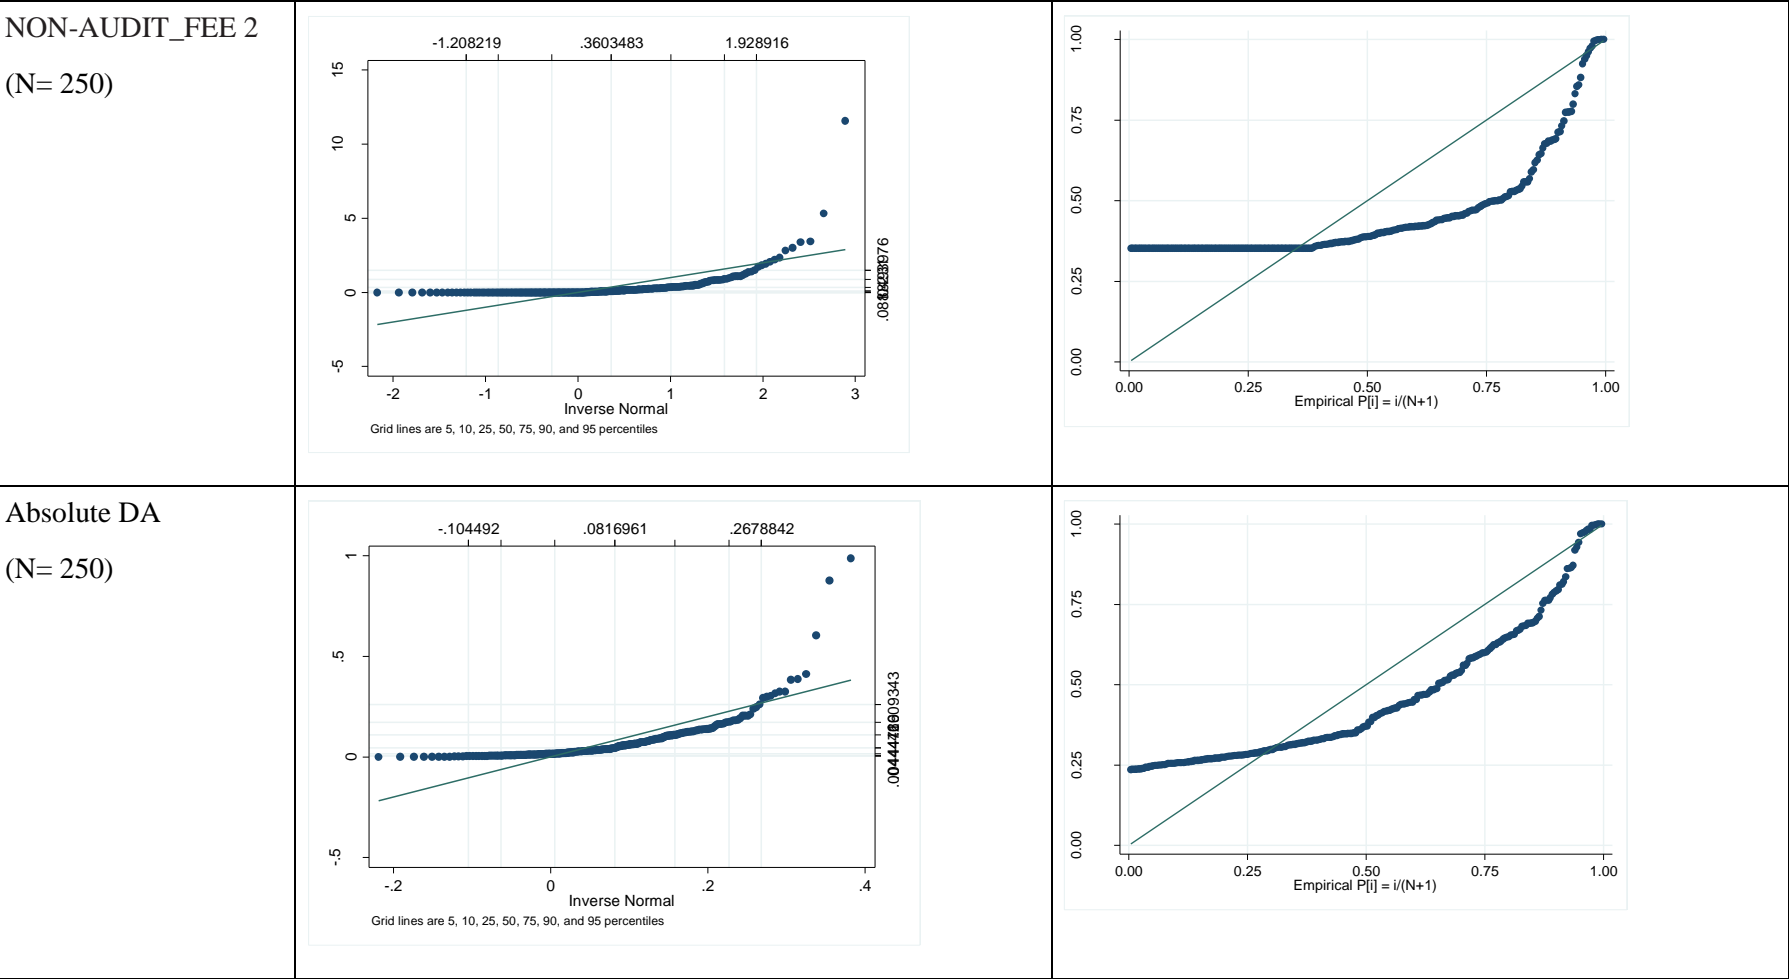 NON-AUDIT_FEE 2
(N= 250)
-1.208219 .3603483 1.928916
15
10
5
0
-5
-2 -1 0 1 2 3
Inverse Normal
Grid lines are 5, 10, 25, 50, 75, 90, and 95 percentiles
1.00
0.75
0.50
0.25
0.00
0.00 0.25 0.50 0.75 1.00
Empirical P[i] = i/(N+1)
Absolute DA
(N= 250)
-.104492 .0816961 .2678842
1
.5
0
-.5
-.2 0 .2 .4
Inverse Normal
Grid lines are 5, 10, 25, 50, 75, 90, and 95 percentiles
1.00
0.75
0.50
0.25
0.00
0.00 0.25 0.50 0.75 1.00
Empirical P[i] = i/(N+1)